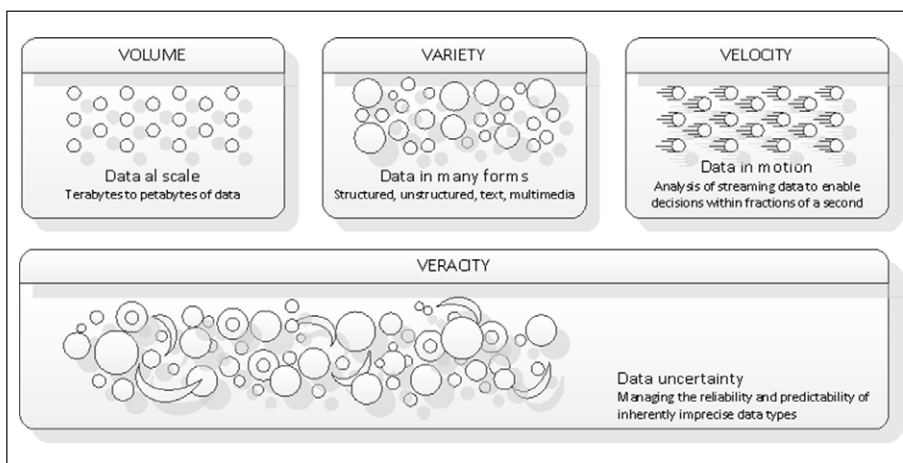 VOLUME
Data al scale
Terabytes to petabytes of data
VARIETY
Data in many forms
Structured, unstructured, text, multimedia
VELOCITY
Data in motion
Analysis of streaming data to enable
decisions within fractions of a second
VERACITY
Data uncertainty
Managing the reliability and predictability of
inherently imprecise data types